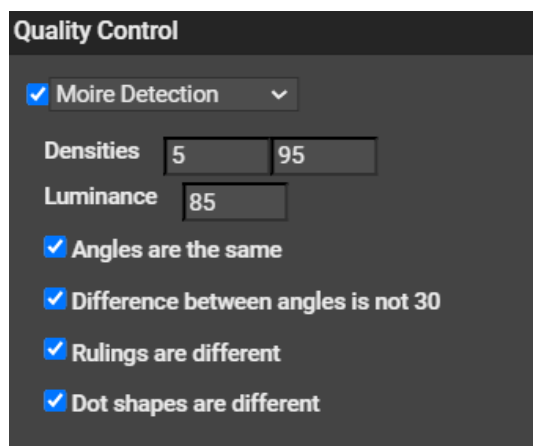 Quality Control
Moire Detection
Densities 5 95
Luminance 85
Angles are the same
Difference between angles is not 30
Rulings are different
Dot shapes are different